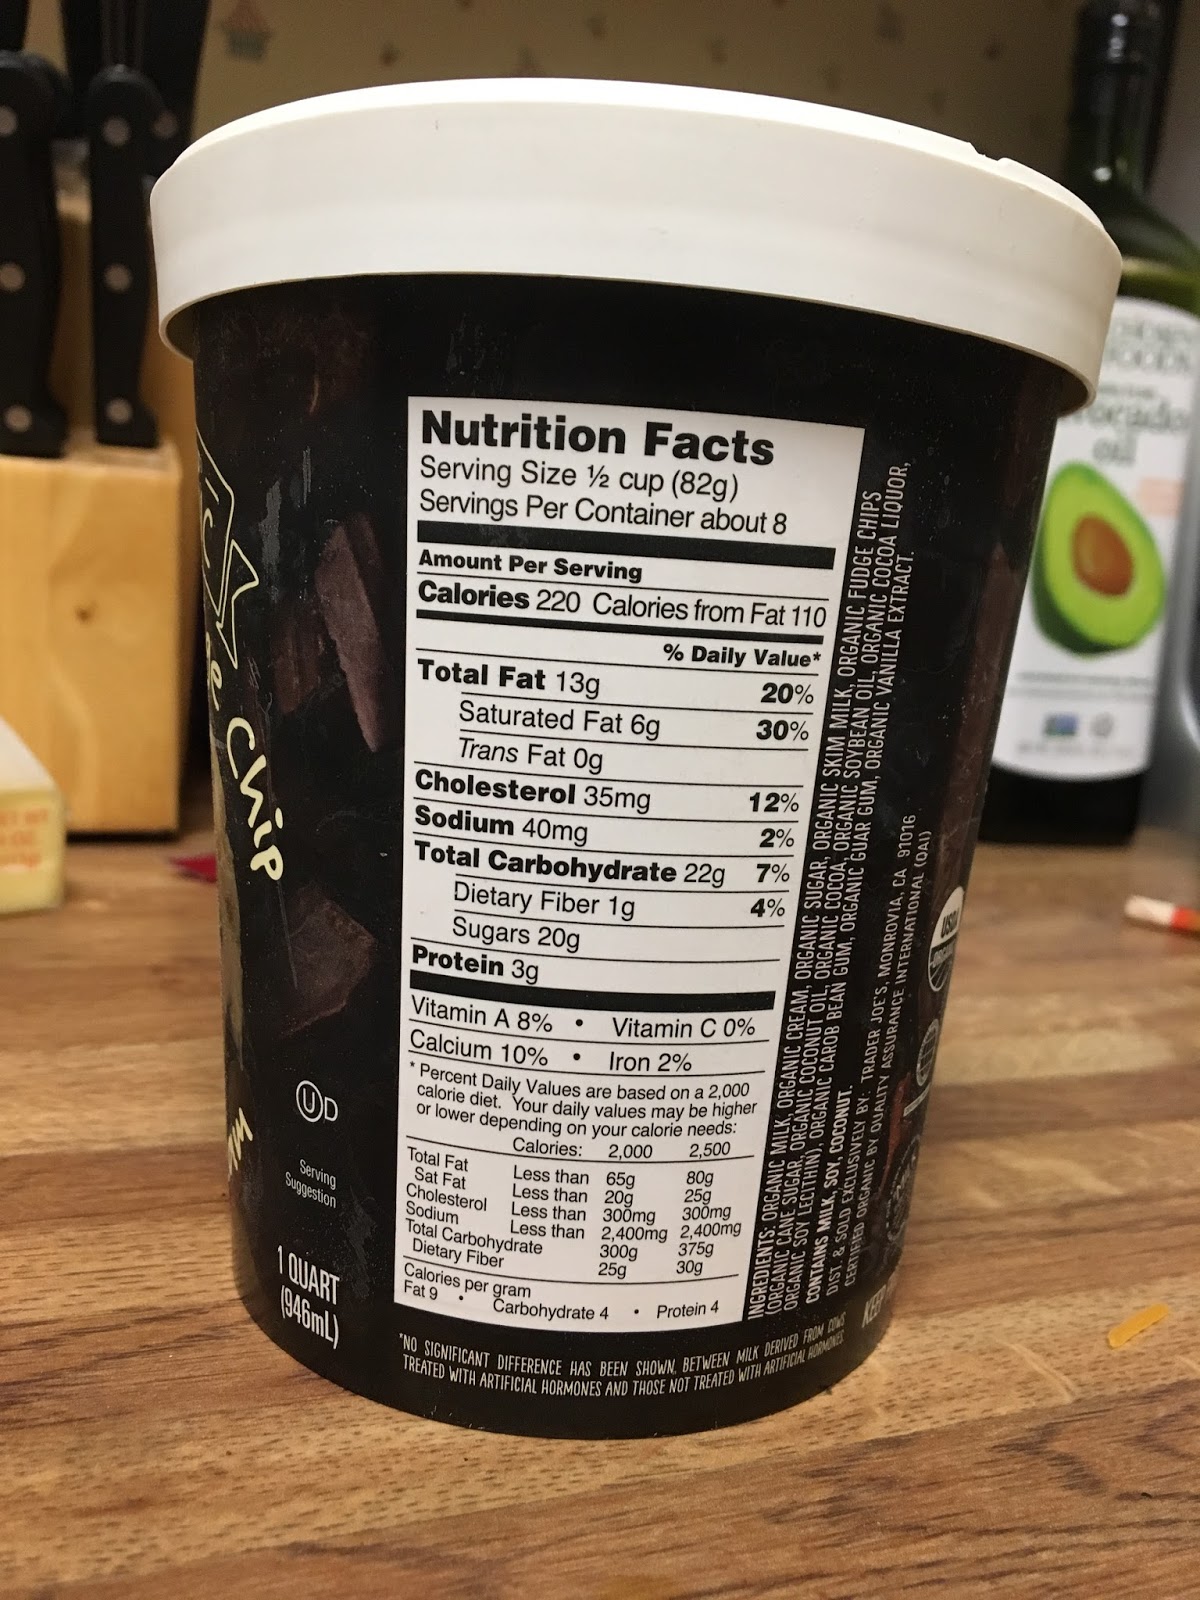 Chip
UD
Serving
Suggestion
1 QUART
(946mL)
Nutrition Facts
Serving Size ½ cup (82g)
Servings Per Container about 8
Amount Per Serving
Calories 220 Calories from Fat 110
% Daily Value*
Total Fat 13g 20%
Saturated Fat 6g 30%
Trans Fat 0g
Cholesterol 35mg 12%
Sodium 40mg 2%
Total Carbohydrate 22g 7%
Dietary Fiber 1g 4%
Sugars 20g
Protein 3g
Vitamin A 8% • Vitamin C 0%
Calcium 10% • Iron 2%
* Percent Daily Values are based on a 2,000
calorie diet. Your daily values may be higher
or lower depending on your calorie needs:
Calories: 2,000 2,500
Total Fat Less than 65g 80g
Sat Fat Less than 20g 25g
Cholesterol Less than 300mg 300mg
Sodium Less than 2,400mg 2,400mg
Total Carbohydrate 300g 375g
Dietary Fiber 25g 30g
Calories per gram
Fat 9 • Carbohydrate 4 • Protein 4
*NO SIGNIFICANT DIFFERENCE HAS BEEN SHOWN, BETWEEN MILK DERIVED FROM COWS
TREATED WITH ARTIFICIAL HORMONES AND THOSE NOT TREATED WITH ARTIFICIAL HORMONES.
INGREDIENTS: ORGANIC MILK, ORGANIC CREAM, ORGANIC SUGAR, ORGANIC SKIM MILK, ORGANIC FUDGE CHIPS
(ORGANIC CANE SUGAR, ORGANIC COCONUT OIL, ORGANIC COCOA, ORGANIC SOYBEAN OIL, ORGANIC COCOA LIQUOR,
ORGANIC SOY LECITHIN), ORGANIC CAROB BEAN GUM, ORGANIC GUAR GUM, ORGANIC VANILLA EXTRACT.
CONTAINS MILK, SOY, COCONUT.
DIST. & SOLD EXCLUSIVELY BY: TRADER JOE'S, MONROVIA, CA 91016
CERTIFIED ORGANIC BY QUALITY ASSURANCE INTERNATIONAL (QAI)
KEEP
USDA
ORGANIC
avocado
oil